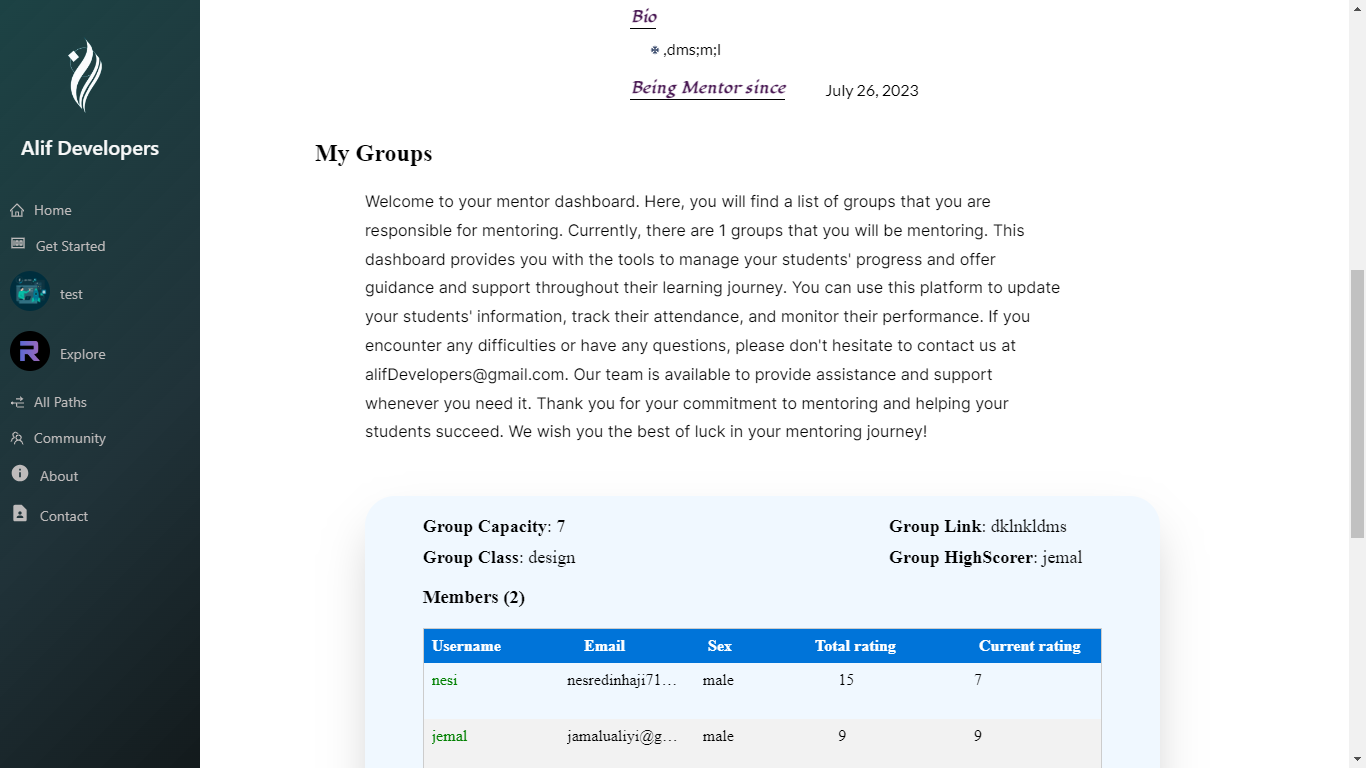 Alif Developers
Home
Get Started
test
Explore
All Paths
Community
About
Contact
Bio
,dms;m;l
Being Mentor since July 26, 2023
My Groups
Welcome to your mentor dashboard. Here, you will find a list of groups that you are
responsible for mentoring. Currently, there are 1 groups that you will be mentoring. This
dashboard provides you with the tools to manage your students' progress and offer
guidance and support throughout their learning journey. You can use this platform to update
your students' information, track their attendance, and monitor their performance. If you
encounter any difficulties or have any questions, please don't hesitate to contact us at
alifDevelopers@gmail.com. Our team is available to provide assistance and support
whenever you need it. Thank you for your commitment to mentoring and helping your
students succeed. We wish you the best of luck in your mentoring journey!
Group Capacity: 7 Group Link: dklnkldms
Group Class: design Group HighScorer: jemal
Members (2)
Username Email Sex Total rating Current rating
nesi nesredinhaji71… male 15 7
jemal jamalualiyi@g… male 9 9